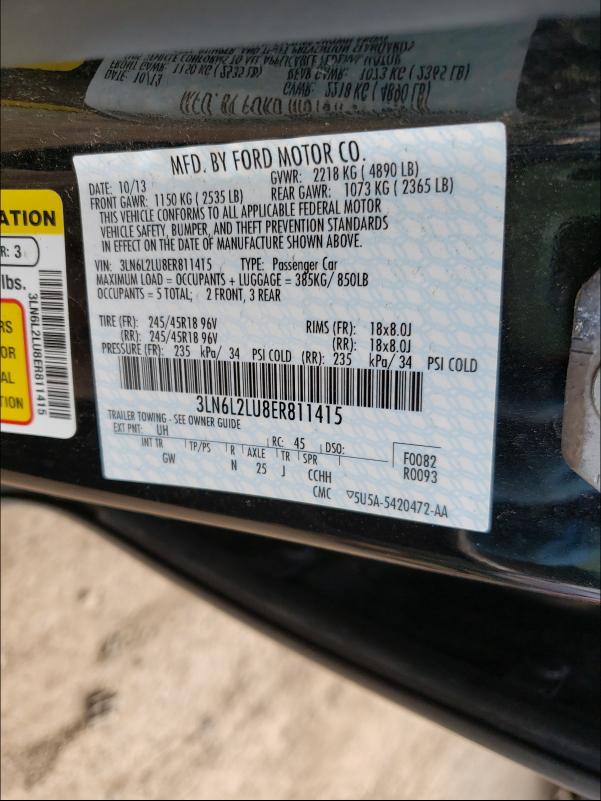 MFD. BY FORD MOTOR CO.
DATE: 10/13 GVWR: 2218 KG ( 4890 LB)
FRONT GAWR: 1150 KG ( 2535 LB) REAR GAWR: 1073 KG ( 2365 LB)
THIS VEHICLE CONFORMS TO ALL APPLICABLE FEDERAL MOTOR
VEHICLE SAFETY, BUMPER, AND THEFT PREVENTION STANDARDS
IN EFFECT ON THE DATE OF MANUFACTURE SHOWN ABOVE.
VIN: 3LN6L2LU8ER811415 TYPE: Passenger Car
MAXIMUM LOAD = OCCUPANTS + LUGGAGE = 385KG/ 850LB
OCCUPANTS = 5 TOTAL; 2 FRONT, 3 REAR
TIRE (FR): 245/45R18 96V RIMS (FR): 18x8.0J
(RR): 245/45R18 96V (RR): 18x8.0J
PRESSURE (FR): 235 kPa/ 34 PSI COLD (RR): 235 kPa/ 34 PSI COLD
3LN6L2LU8ER811415
TRAILER TOWING - SEE OWNER GUIDE
EXT PNT: UH RC: 45 DSO:
INT TR TP/PS R AXLE TR SPR
GW N 25 J CCHH
F0082
R0093
CMC 5U5A-5420472-AA
ATION
R: 3
lbs.
RS
OR
AL
TION
3LN6L2LU8ER811415